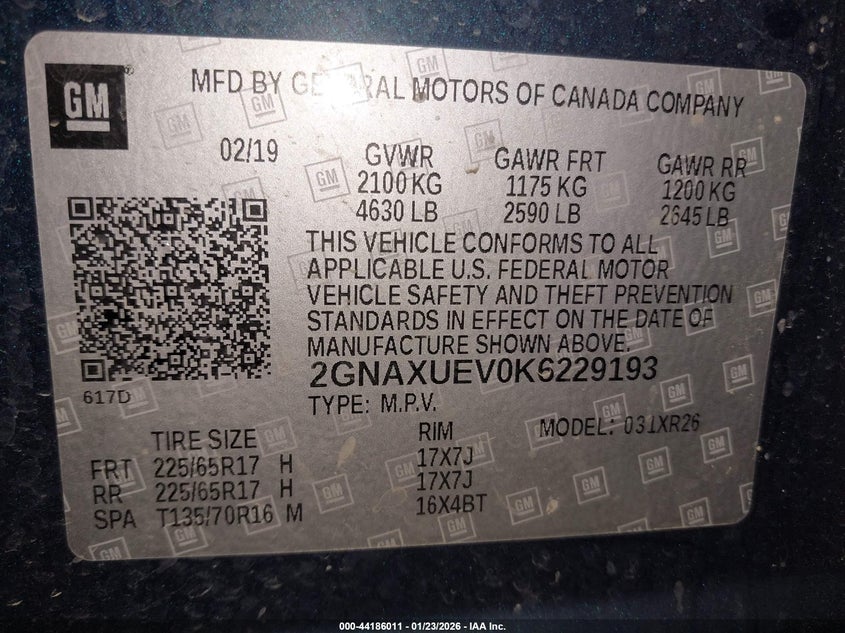 GM
MFD BY GENERAL MOTORS OF CANADA COMPANY
02/19
GVWR
2100 KG
4630 LB
GAWR FRT
1175 KG
2590 LB
GAWR RR
1200 KG
2645 LB
THIS VEHICLE CONFORMS TO ALL
APPLICABLE U.S. FEDERAL MOTOR
VEHICLE SAFETY AND THEFT PREVENTION
STANDARDS IN EFFECT ON THE DATE OF
MANUFACTURE SHOWN ABOVE.
2GNAXUEV0K6229193
617D
TYPE: M.P.V.
MODEL: 031XR26
TIRE SIZE RIM
FRT 225/65R17 H 17X7J
RR 225/65R17 H 17X7J
SPA T135/70R16 M 16X4BT
000-44186011 - 01/23/2026 - IAA Inc.